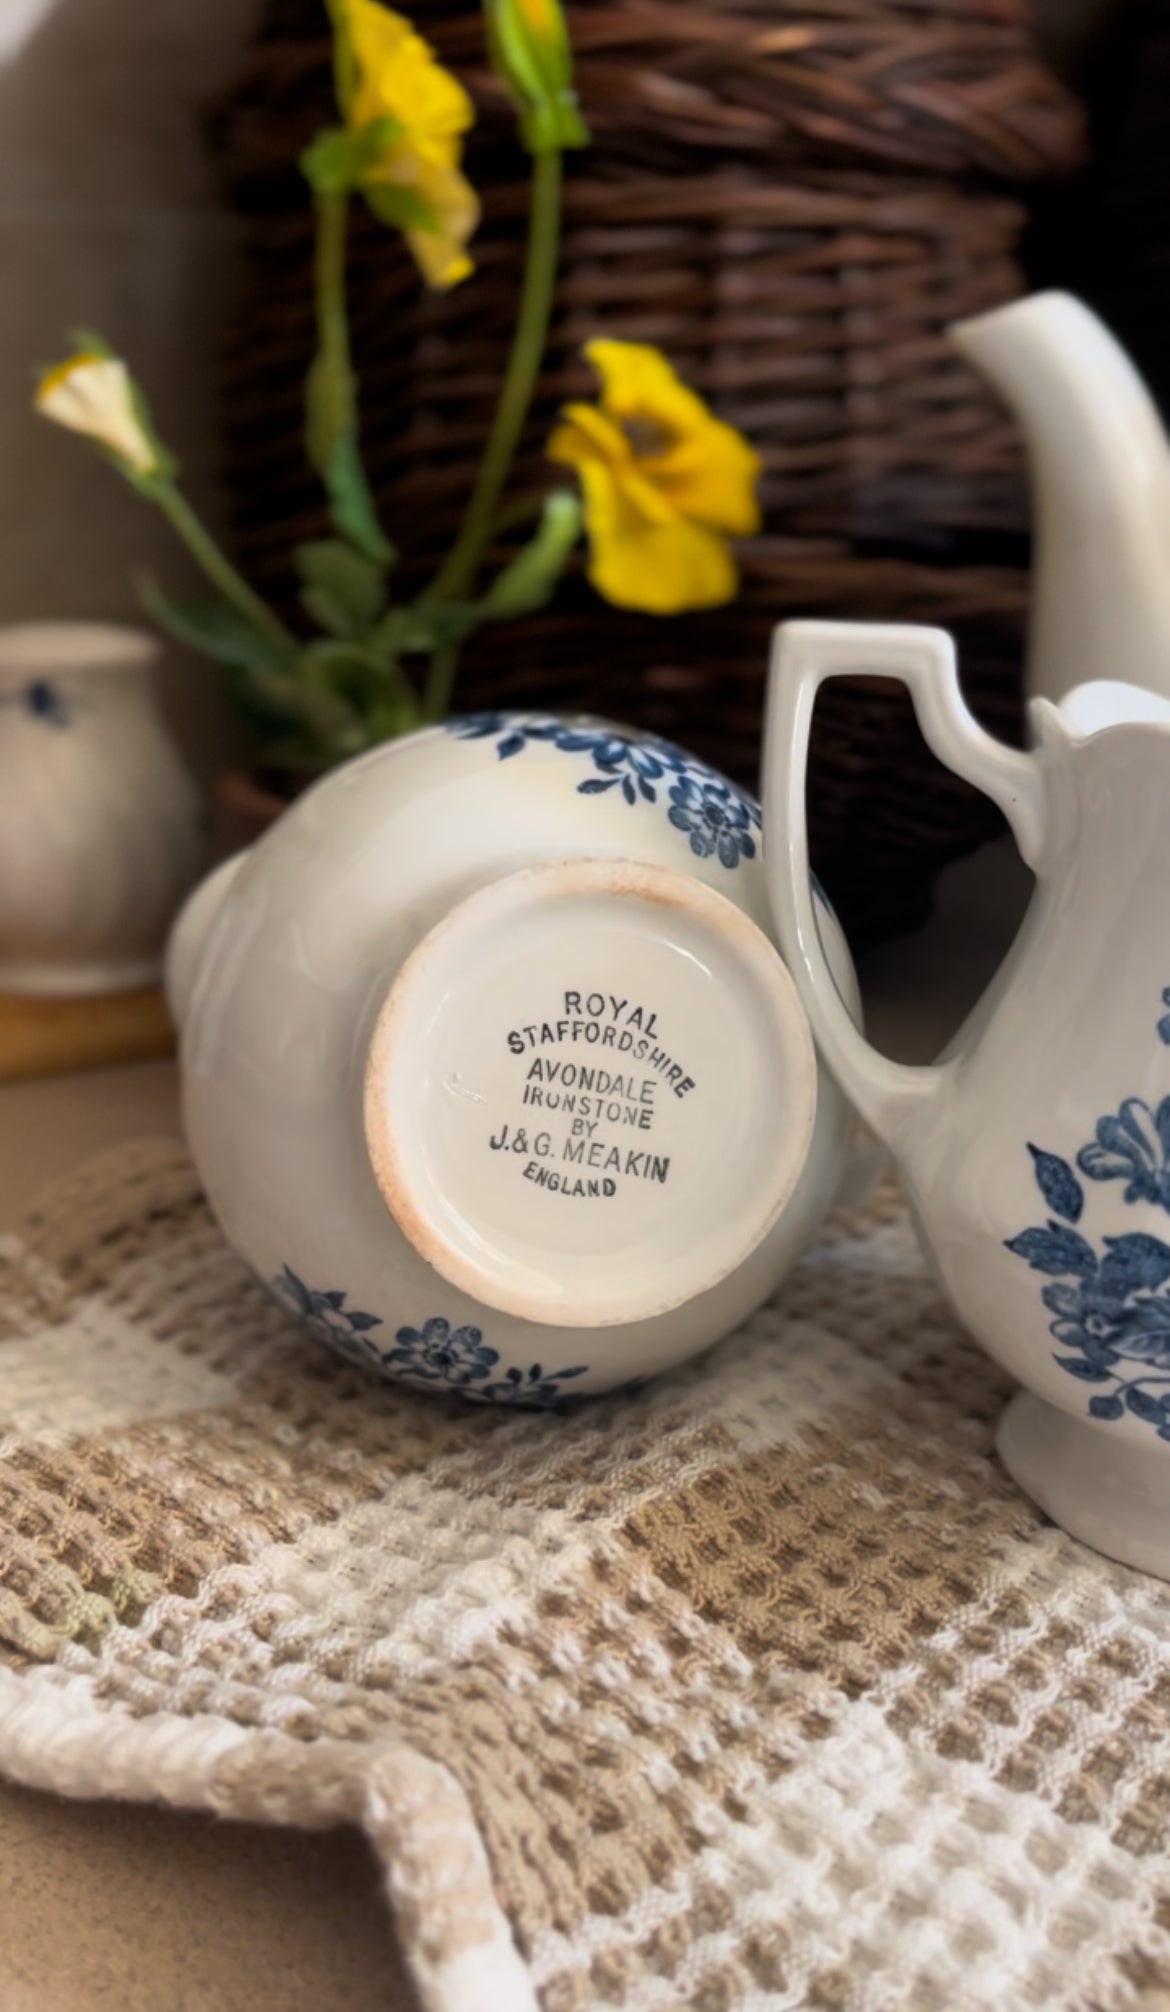 ROYAL
STAFFORDSHIRE
AVONDALE
IRONSTONE
BY
J.&G. MEAKIN
ENGLAND